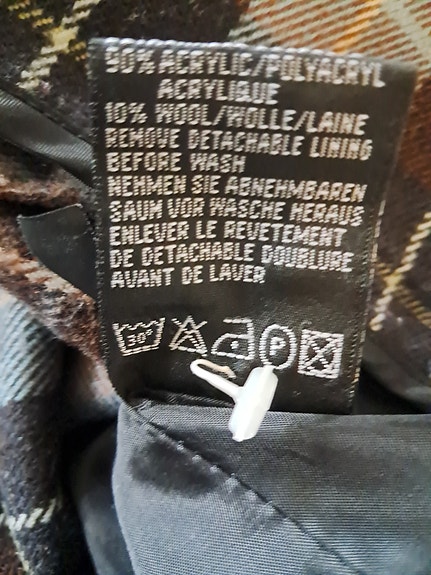 90% ACRYLIC/POLYACRYL
ACRYLIQUE
10% WOOL/WOLLE/LAINE
REMOVE DETACHABLE LINING
BEFORE WASH
NEHMEN SIE ABNEHMBAREN
SAUM VOR WASCHE HERAUS
ENLEVER LE REVETEMENT
DE DETACHABLE DOUBLURE
AVANT DE LAVER
30° P